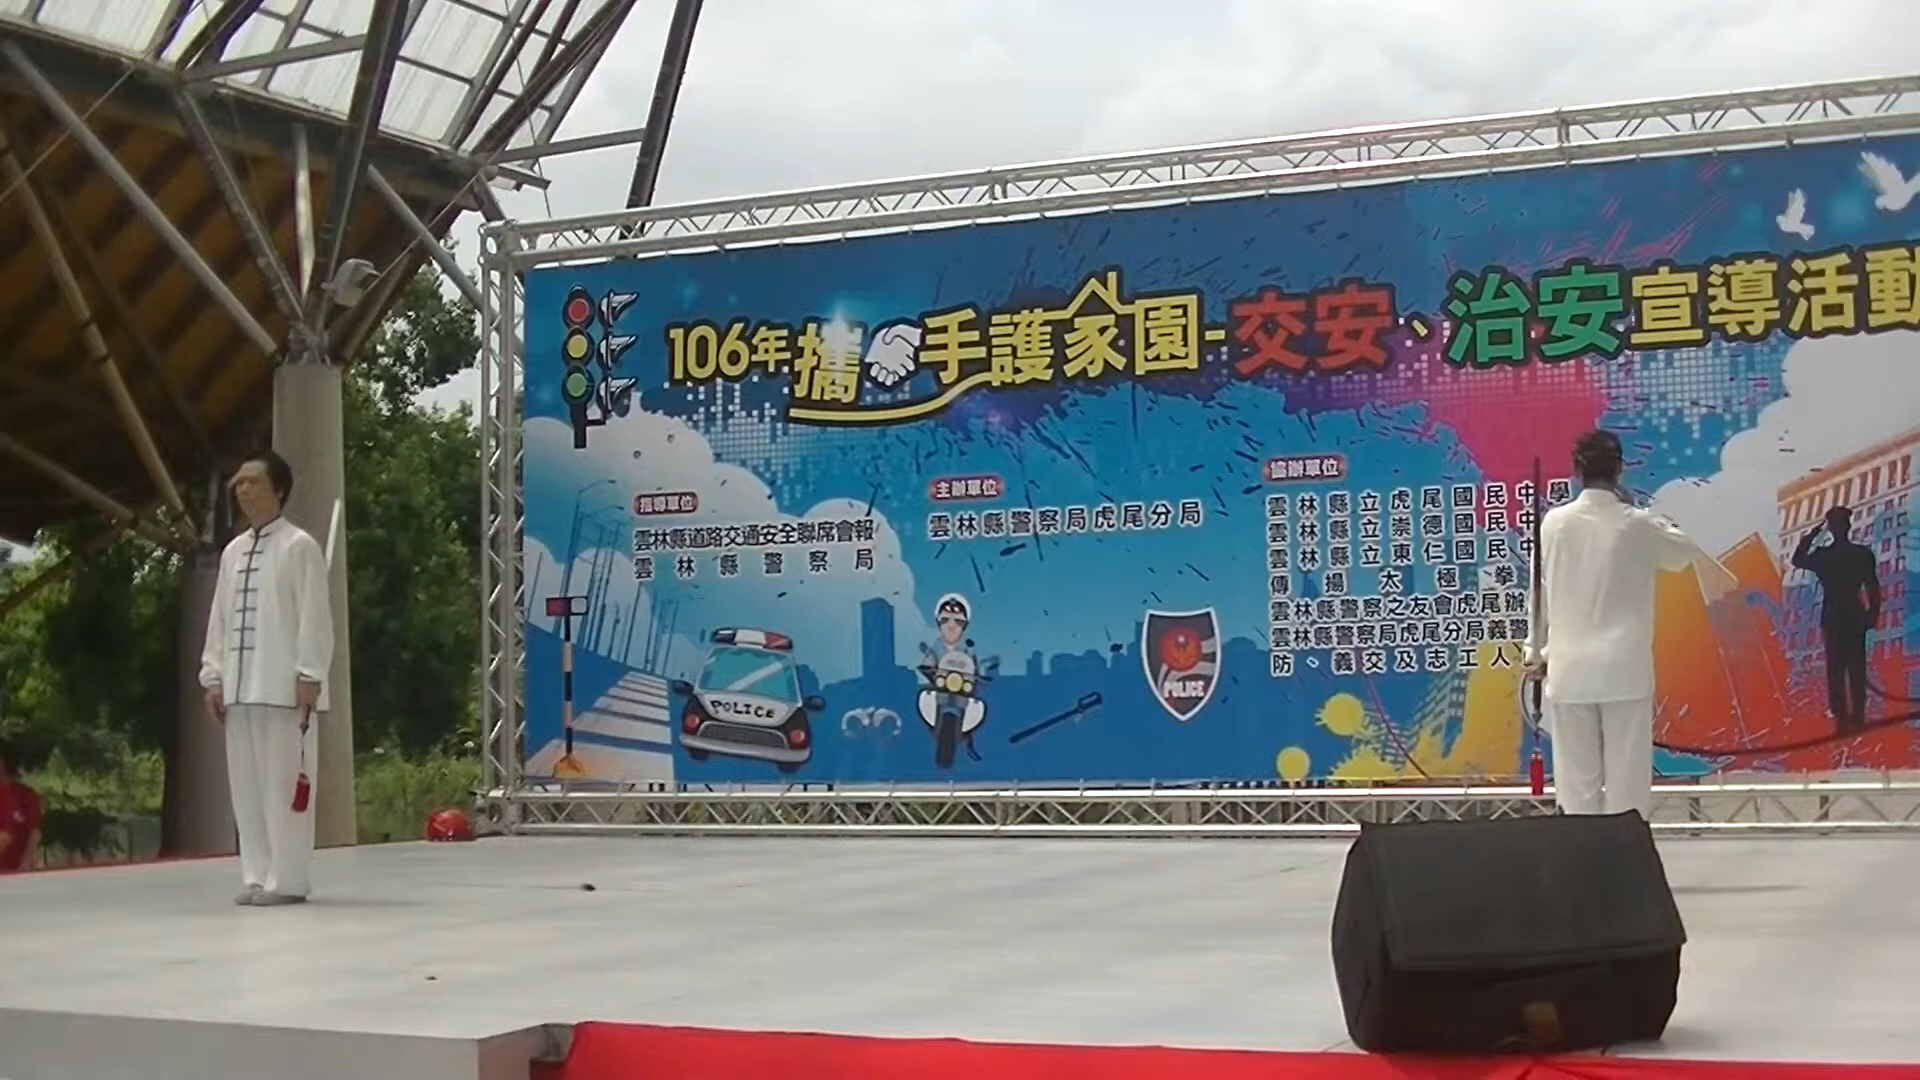 106年攜手護家園-交安、治安宣導活動
指導單位
雲林縣道路交通安全聯席會報
雲林縣警察局
主辦單位
雲林縣警察局虎尾分局
協辦單位
雲林縣立虎尾國民中學
雲林縣立崇德國民中
雲林縣立東仁國民中
傳揚太極拳
雲林縣警察之友會虎尾辦
雲林縣警察局虎尾分局義警
防、義交及志工人
POLICE
POLICE